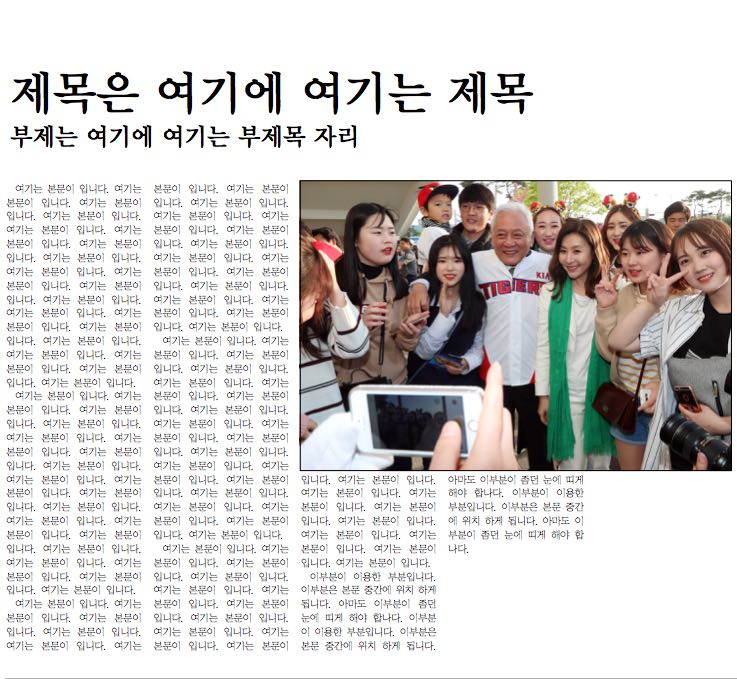 제목은 여기에 여기는 제목
부제는 여기에 여기는 부제목 자리
여기는 본문이 입니다. 여기는
본문이 입니다. 여기는 본문이
입니다. 여기는 본문이 입니다.
여기는 본문이 입니다. 여기는
본문이 입니다. 여기는 본문이
입니다. 여기는 본문이 입니다.
여기는 본문이 입니다. 여기는
본문이 입니다. 여기는 본문이
입니다. 여기는 본문이 입니다.
여기는 본문이 입니다. 여기는
본문이 입니다. 여기는 본문이
입니다. 여기는 본문이 입니다.
여기는 본문이 입니다. 여기는
본문이 입니다. 여기는 본문이
입니다. 여기는 본문이 입니다.
여기는 본문이 입니다. 여기는
본문이 입니다. 여기는 본문이
입니다. 여기는 본문이 입니다.
여기는 본문이 입니다. 여기는
본문이 입니다. 여기는 본문이
입니다. 여기는 본문이 입니다.
여기는 본문이 입니다. 여기는
본문이 입니다. 여기는 본문이
입니다. 여기는 본문이 입니다.
여기는 본문이 입니다. 여기는
본문이 입니다. 여기는 본문이
입니다. 여기는 본문이 입니다.
여기는 본문이 입니다. 여기는
본문이 입니다. 여기는 본문이
입니다. 여기는 본문이 입니다.
여기는 본문이 입니다. 여기는
본문이 입니다. 여기는 본문이
입니다. 여기는 본문이 입니다.
여기는 본문이 입니다. 여기는
본문이 입니다. 여기는 본문이
입니다. 여기는 본문이 입니다.
여기는 본문이 입니다. 여기는
본문이 입니다. 여기는 본문이
입니다. 여기는 본문이 입니다.
여기는 본문이 입니다. 여기는
본문이 입니다. 여기는 본문이
입니다. 여기는 본문이 입니다.
여기는 본문이 입니다. 여기는
본문이 입니다. 여기는 본문이
입니다. 여기는 본문이 입니다.
여기는 본문이 입니다. 여기는
본문이 입니다. 여기는 본문이
입니다. 여기는 본문이 입니다.
여기는 본문이 입니다. 여기는
본문이 입니다. 여기는 본문이
입니다. 여기는 본문이 입니다.
여기는 본문이 입니다. 여기는
본문이 입니다. 여기는 본문이
입니다. 여기는 본문이 입니다.
여기는 본문이 입니다. 여기는
본문이 입니다. 여기는 본문이
입니다. 여기는 본문이 입니다.
여기는 본문이 입니다. 여기는
본문이 입니다. 여기는 본문이
입니다. 여기는 본문이 입니다.
여기는 본문이 입니다. 여기는
본문이 입니다. 여기는 본문이
입니다. 여기는 본문이 입니다.
여기는 본문이 입니다. 여기는
본문이 입니다. 여기는 본문이
입니다. 여기는 본문이 입니다.
여기는 본문이 입니다. 여기는
본문이 입니다. 여기는 본문이
KIA
TIGERS
입니다. 여기는 본문이 입니다.
여기는 본문이 입니다. 여기는
본문이 입니다. 여기는 본문이
입니다. 여기는 본문이 입니다.
여기는 본문이 입니다. 여기는
본문이 입니다. 여기는 본문이
입니다. 여기는 본문이 입니다.
이부분이 이용한 부분입니다.
이부분은 본문 중간에 위치 하게
됩니다. 아마도 이부분이 좀던
눈에 띠게 해야 합나다. 이부분
이 이용한 부분입니다. 이부분은
본문 중간에 위치 하게 됩니다.
아마도 이부분이 좀던 눈에 띠게
해야 합나다. 이부분이 이용한
부분입니다. 이부분은 본문 중간
에 위치 하게 됩니다. 아마도 이
부분이 좀던 눈에 띠게 해야 합
나다.